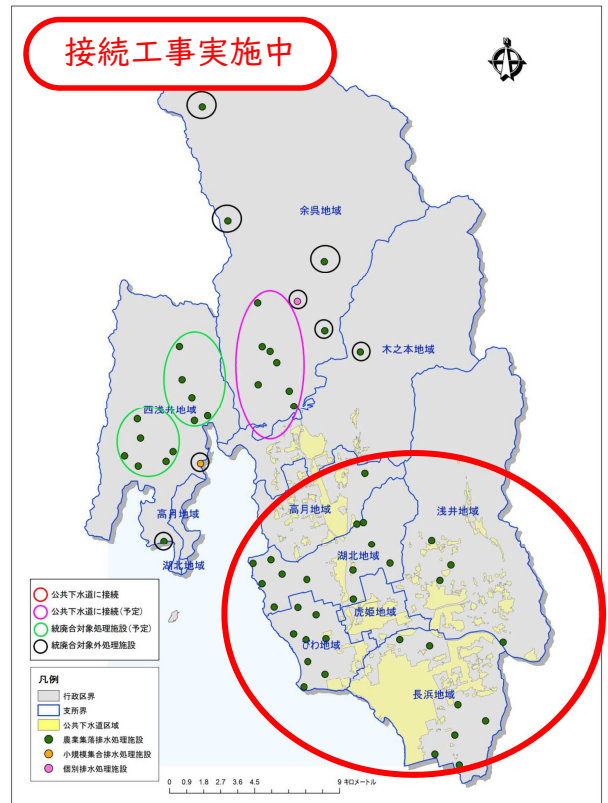 接続工事実施中
余呉地域
木之本地域
西浅井地域
高月地域
湖北地域
高月地域
浅井地域
湖北地域
虎姫地域
びわ地域
長浜地域
公共下水道に接続
公共下水道に接続(予定)
統廃合対象処理施設(予定)
統廃合対象外処理施設
凡例
行政区界
支所界
公共下水道区域
農業集落排水処理施設
小規模集合排水処理施設
個別排水処理施設
0 0.9 1.8 2.7 3.6 4.5 9 キロメートル